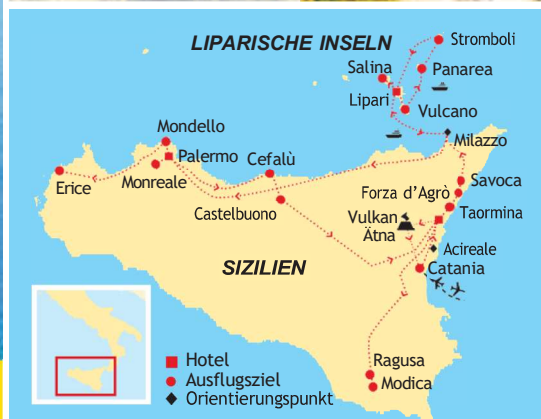 LIPARISCHE INSELN
Stromboli
Salina
Panarea
Lipari
Vulcano
Mondello
Milazzo
Palermo
Cefalù
Erice
Monreale
Savoca
Forza d'Agrò
Castelbuono
Taormina
Vulkan
Ätna
Acireale
SIZILIEN
Catania
Hotel
Ragusa
Ausflugsziel
Modica
Orientierungspunkt